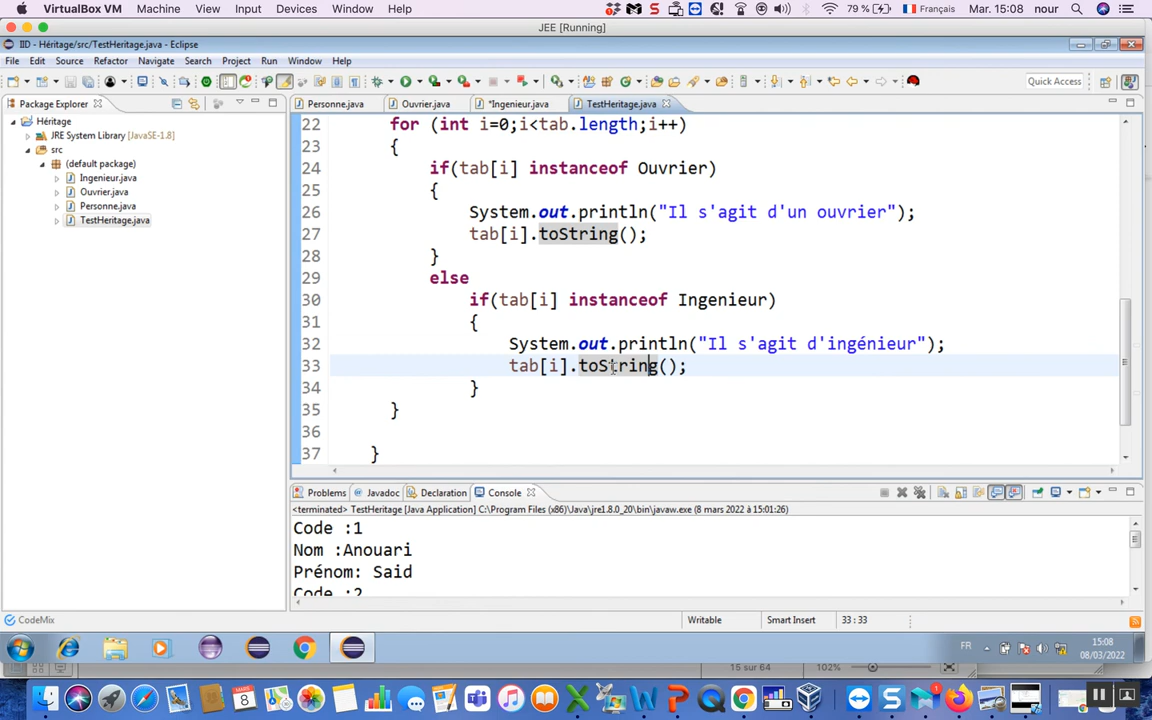 VirtualBox VM Machine View Input Devices Window Help 79 % Français Mar. 15:08 nour
JEE [Running]
IID - Héritage/src/TestHeritage.java - Eclipse
File Edit Source Refactor Navigate Search Project Run Window Help
Quick Access
Package Explorer
Personne.java Ouvrier.java *Ingenieur.java TestHeritage.java
Héritage
JRE System Library [JavaSE-1.8]
src
(default package)
Ingenieur.java
Ouvrier.java
Personne.java
TestHeritage.java
22 for (int i=0;i<tab.length;i++)
23 {
24 if(tab[i] instanceof Ouvrier)
25 {
26 System.out.println("Il s'agit d'un ouvrier");
27 tab[i].toString();
28 }
29 else
30 if(tab[i] instanceof Ingenieur)
31 {
32 System.out.println("Il s'agit d'ingénieur");
33 tab[i].toString();
34 }
35 }
36
37 }
Problems Javadoc Declaration Console
<terminated> TestHeritage [Java Application] C:\Program Files (x86)\Java\jre1.8.0_20\bin\javaw.exe (8 mars 2022 à 15:01:26)
Code :1
Nom :Anouari
Prénom: Said
Code :2
CodeMix Writable Smart Insert 33 : 33
FR 15:08
08/03/2022
15 sur 64 102%